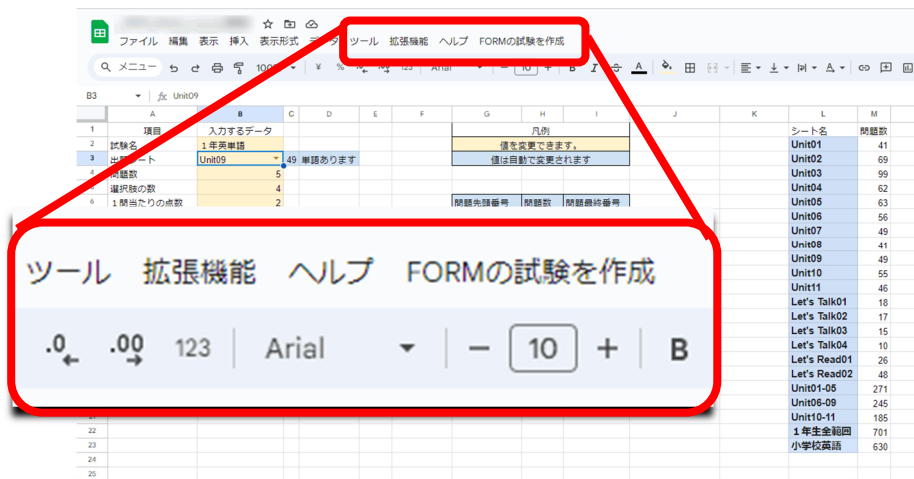 ファイル 編集 表示 挿入 表示形式 データ ツール 拡張機能 ヘルプ FORMの試験を作成
メニュー 100 ¥ % .0 .00 123 Arial 10 B I A
B3 fx Unit09
A B C D E F G H I J K L M
1 項目 入力するデータ 凡例 シート名 問題数
2 試験名 1年英単語 値を変更できます。 Unit01 41
3 出題シート Unit09 49 単語あります 値は自動で変更されます Unit02 69
4 問題数 5 Unit03 99
選択肢の数 4 Unit04 62
6 1問当たりの点数 2 問題先頭番号 問題数 問題最終番号 Unit05 63
Unit06 56
Unit07 49
Unit08 41
Unit09 49
Unit10 55
Unit11 46
Let's Talk01 18
Let's Talk02 17
Let's Talk03 15
Let's Talk04 10
Let's Read01 26
Let's Read02 48
Unit01-05 271
Unit06-09 245
Unit10-11 185
22 1年生全範囲 701
23 小学校英語 630
24
25
ツール 拡張機能 ヘルプ FORMの試験を作成
.0 .00 123 Arial 10 B